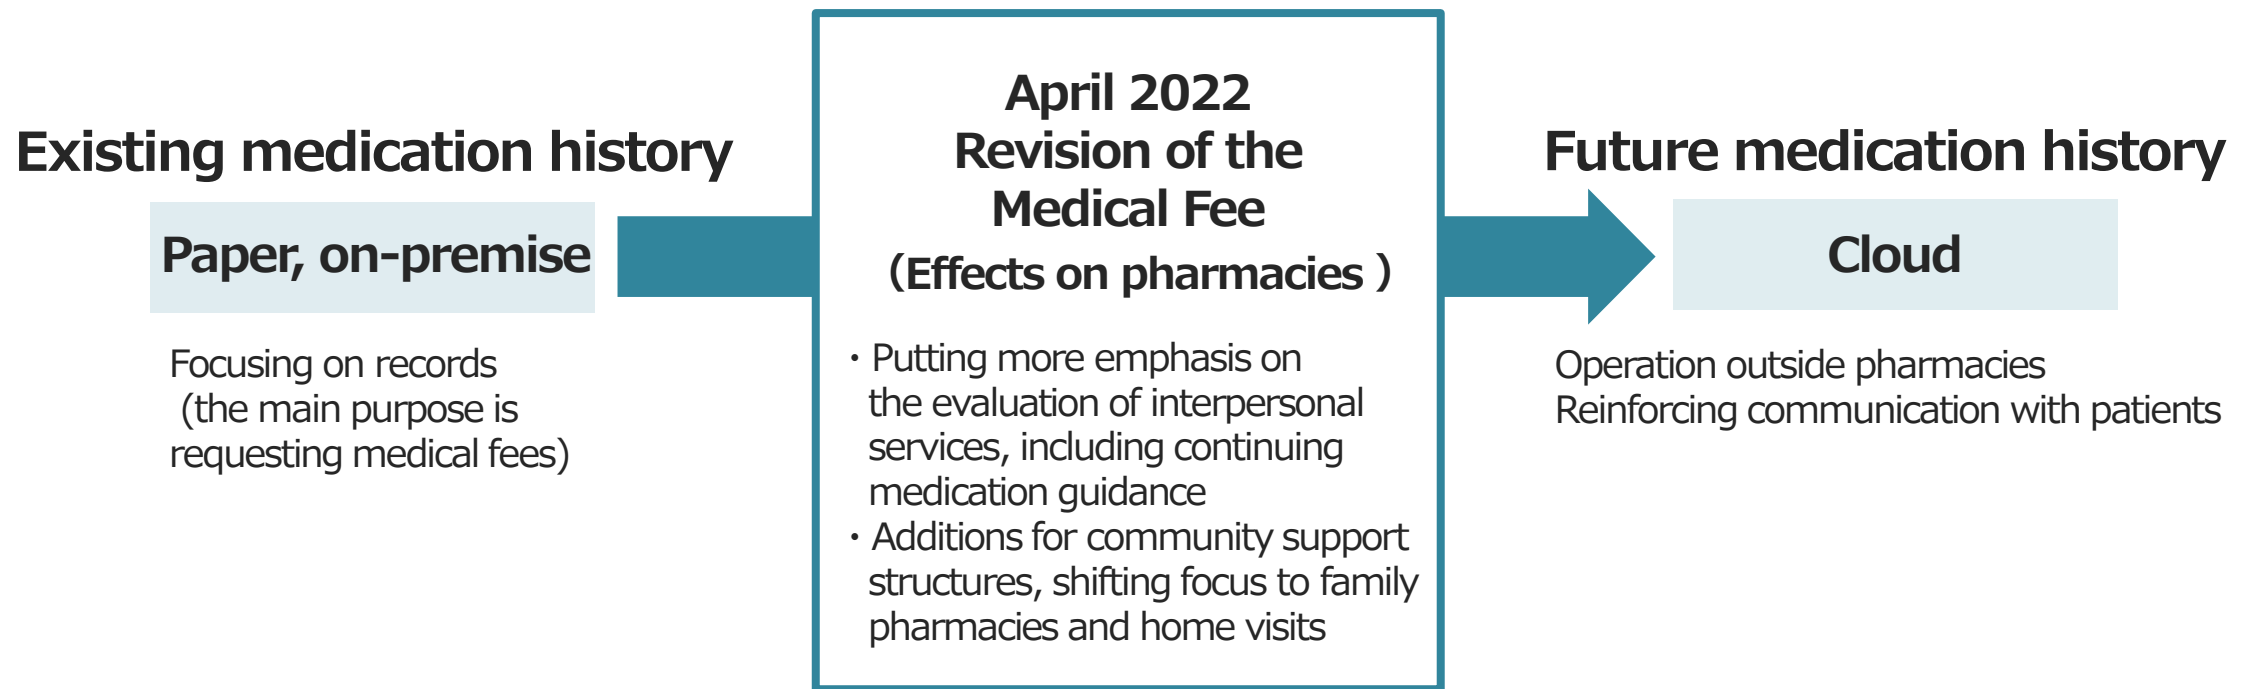 Existing medication history
Paper, on-premise
Focusing on records
(the main purpose is
requesting medical fees)
April 2022
Revision of the
Medical Fee
（Effects on pharmacies ）
・Putting more emphasis on
the evaluation of interpersonal
services, including continuing
medication guidance
・Additions for community support
structures, shifting focus to family
pharmacies and home visits
Future medication history
Cloud
Operation outside pharmacies
Reinforcing communication with patients